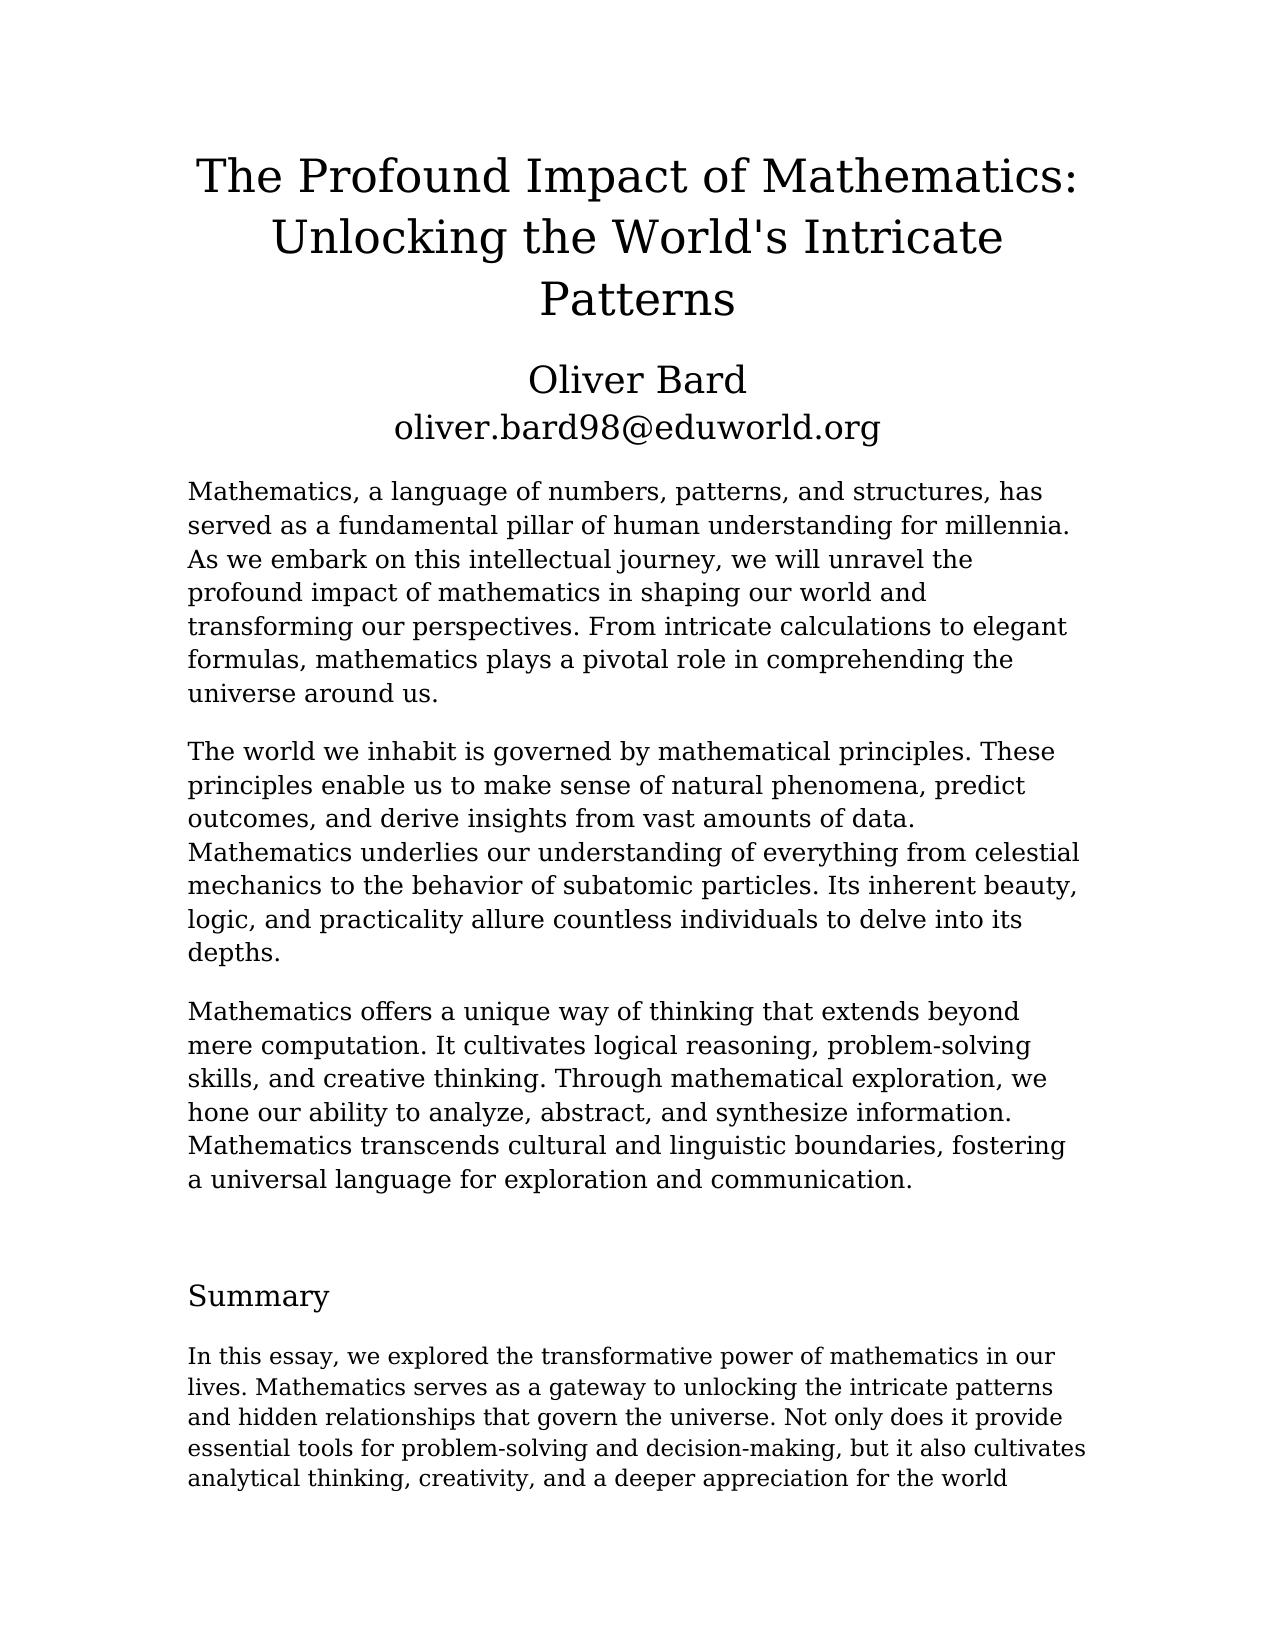 The Profound Impact of Mathematics:
Unlocking the World's Intricate
Patterns
Oliver Bard
oliver.bard98@eduworld.org
Mathematics, a language of numbers, patterns, and structures, has
served as a fundamental pillar of human understanding for millennia.
As we embark on this intellectual journey, we will unravel the
profound impact of mathematics in shaping our world and
transforming our perspectives. From intricate calculations to elegant
formulas, mathematics plays a pivotal role in comprehending the
universe around us.
The world we inhabit is governed by mathematical principles. These
principles enable us to make sense of natural phenomena, predict
outcomes, and derive insights from vast amounts of data.
Mathematics underlies our understanding of everything from celestial
mechanics to the behavior of subatomic particles. Its inherent beauty,
logic, and practicality allure countless individuals to delve into its
depths.
Mathematics offers a unique way of thinking that extends beyond
mere computation. It cultivates logical reasoning, problem-solving
skills, and creative thinking. Through mathematical exploration, we
hone our ability to analyze, abstract, and synthesize information.
Mathematics transcends cultural and linguistic boundaries, fostering
a universal language for exploration and communication.
Summary
In this essay, we explored the transformative power of mathematics in our
lives. Mathematics serves as a gateway to unlocking the intricate patterns
and hidden relationships that govern the universe. Not only does it provide
essential tools for problem-solving and decision-making, but it also cultivates
analytical thinking, creativity, and a deeper appreciation for the world